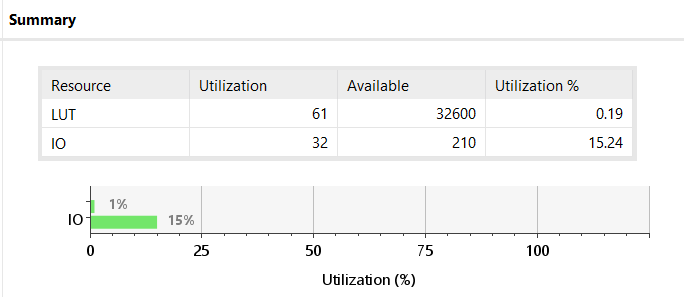 Summary
Resource Utilization Available Utilization %
LUT 61 32600 0.19
IO 32 210 15.24
1%
IO 15%
0 25 50 75 100
Utilization (%)